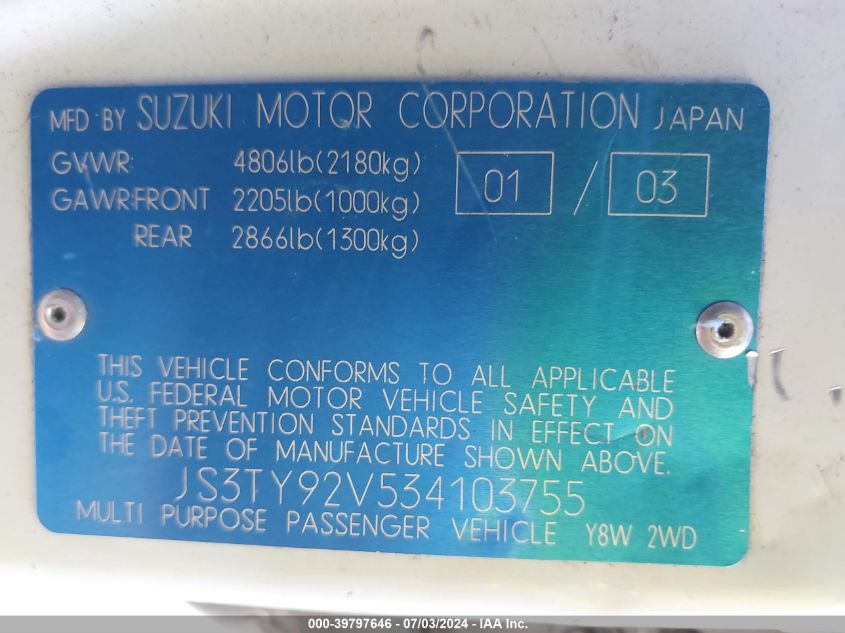 MFD BY SUZUKI MOTOR CORPORATION JAPAN
GVWR: 4806lb(2180kg) 01 / 03
GAWR:FRONT 2205lb(1000kg)
REAR 2866lb(1300kg)
THIS VEHICLE CONFORMS TO ALL APPLICABLE
U.S. FEDERAL MOTOR VEHICLE SAFETY AND
THEFT PREVENTION STANDARDS IN EFFECT ON
THE DATE OF MANUFACTURE SHOWN ABOVE.
JS3TY92V534103755
MULTI PURPOSE PASSENGER VEHICLE Y8W 2WD
000-39797646 - 07/03/2024 - IAA Inc.